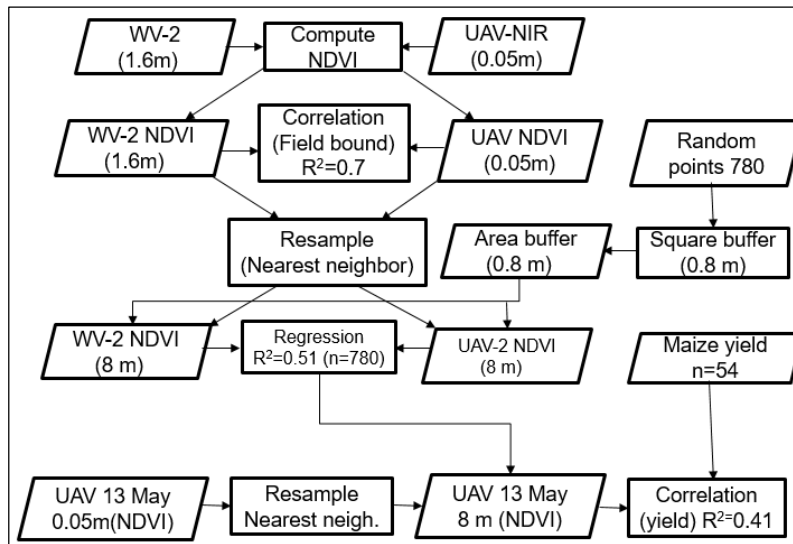 WV-2
(1.6m)
Compute
NDVI
UAV-NIR
(0.05m)
WV-2 NDVI
(1.6m)
Correlation
(Field bound)
R²=0.7
UAV NDVI
(0.05m)
Random
points 780
Resample
(Nearest neighbor)
Area buffer
(0.8 m)
Square buffer
(0.8 m)
WV-2 NDVI
(8 m)
Regression
R²=0.51 (n=780)
UAV-2 NDVI
(8 m)
Maize yield
n=54
UAV 13 May
0.05m(NDVI)
Resample
Nearest neigh.
UAV 13 May
8 m (NDVI)
Correlation
(yield) R²⁼0.41